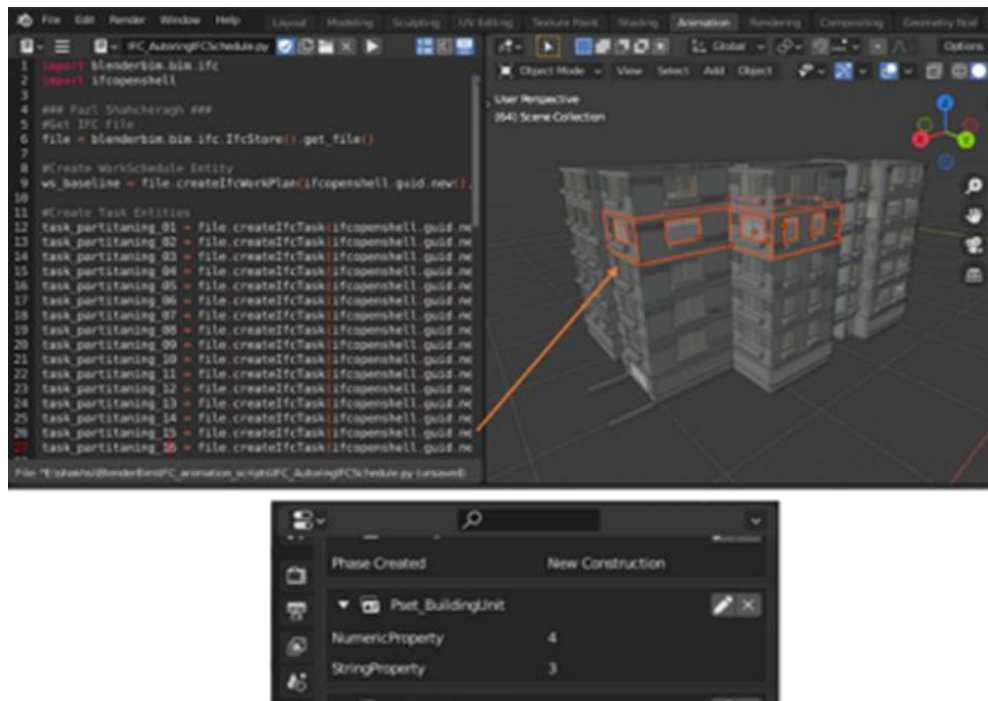 File Edit Render Window Help Layout Modeling Sculpting UV Editing Texture Paint Shading Animation Rendering Compositing Geometry Nod
IFC_AutoringIFCSchedule.py
Global
Options
Object Mode View Select Add Object
1 import blenderbim.bim.ifc
2 import ifcopenshell
3
4 ### Fazl Shahcheragh ###
5 #Get IFC File
6 file = blenderbim.bim.ifc.IfcStore().get_file()
7
8 #Create WorkSchedule Entity
9 ws_baseline = file.createIfcWorkPlan(ifcopenshell.guid.new(),
10
11 #Create Task Entities
12 task_partitaning_01 = file.createIfcTask(ifcopenshell.guid.ne
13 task_partitaning_02 = file.createIfcTask(ifcopenshell.guid.ne
14 task_partitaning_03 = file.createIfcTask(ifcopenshell.guid.ne
15 task_partitaning_04 = file.createIfcTask(ifcopenshell.guid.ne
16 task_partitaning_05 = file.createIfcTask(ifcopenshell.guid.ne
17 task_partitaning_06 = file.createIfcTask(ifcopenshell.guid.ne
18 task_partitaning_07 = file.createIfcTask(ifcopenshell.guid.ne
19 task_partitaning_08 = file.createIfcTask(ifcopenshell.guid.ne
20 task_partitaning_09 = file.createIfcTask(ifcopenshell.guid.ne
21 task_partitaning_10 = file.createIfcTask(ifcopenshell.guid.ne
22 task_partitaning_11 = file.createIfcTask(ifcopenshell.guid.ne
23 task_partitaning_12 = file.createIfcTask(ifcopenshell.guid.ne
24 task_partitaning_13 = file.createIfcTask(ifcopenshell.guid.ne
25 task_partitaning_14 = file.createIfcTask(ifcopenshell.guid.ne
26 task_partitaning_15 = file.createIfcTask(ifcopenshell.guid.ne
27 task_partitaning_16 = file.createIfcTask(ifcopenshell.guid.ne
User Perspective
(64) Scene Collection
Z
X
Y
File: (unsaved)
Phase Created New Construction
Pset_BuildingUnit
NumericProperty 4
StringProperty 3